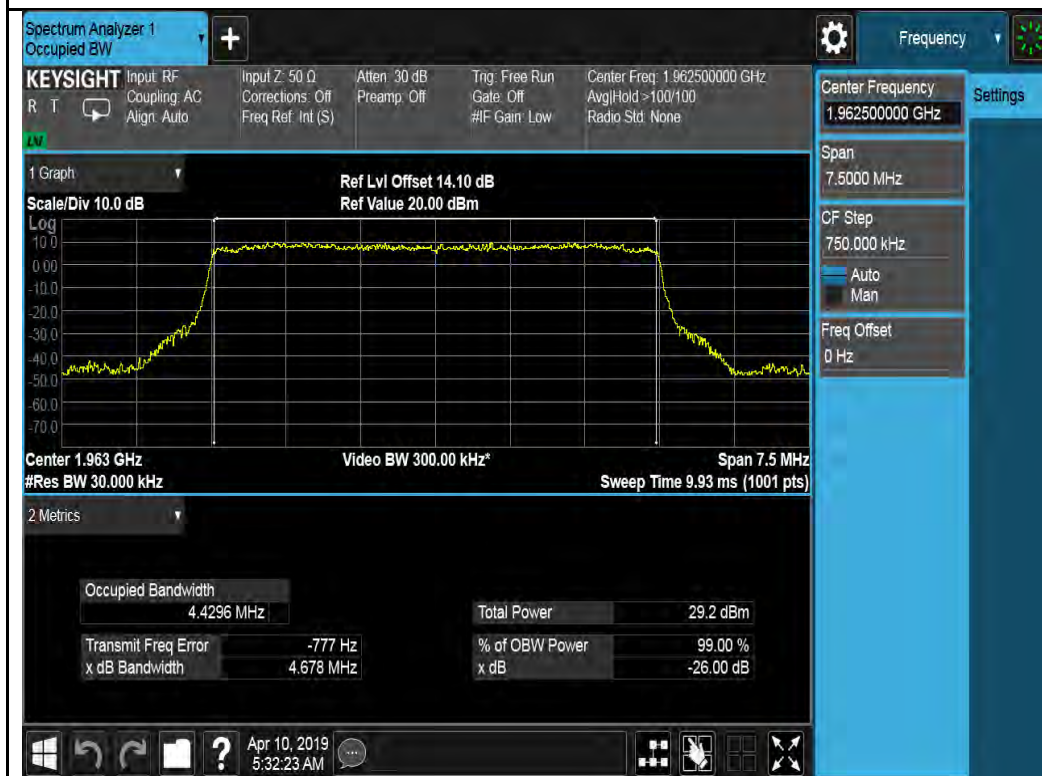 Spectrum Analyzer 1
Occupied BW
Frequency
KEYSIGHT
R T
LV
Input: RF
Coupling: AC
Align: Auto
Input Z: 50 Ω
Corrections: Off
Freq Ref: Int (S)
Atten: 30 dB
Preamp: Off
Trig: Free Run
Gate: Off
#IF Gain: Low
Center Freq: 1.962500000 GHz
Avg|Hold >100/100
Radio Std: None
Center Frequency
1.962500000 GHz
Settings
Span
7.5000 MHz
CF Step
750.000 kHz
Auto
Man
Freq Offset
0 Hz
1 Graph
Scale/Div 10.0 dB
Ref Lvl Offset 14.10 dB
Ref Value 20.00 dBm
Log
10.0
0.00
-10.0
-20.0
-30.0
-40.0
-50.0
-60.0
-70.0
Center 1.963 GHz
Video BW 300.00 kHz*
Span 7.5 MHz
#Res BW 30.000 kHz
Sweep Time 9.93 ms (1001 pts)
2 Metrics
Occupied Bandwidth
4.4296 MHz
Total Power 29.2 dBm
Transmit Freq Error -777 Hz
% of OBW Power 99.00 %
x dB Bandwidth 4.678 MHz
x dB -26.00 dB
?
Apr 10, 2019
5:32:23 AM